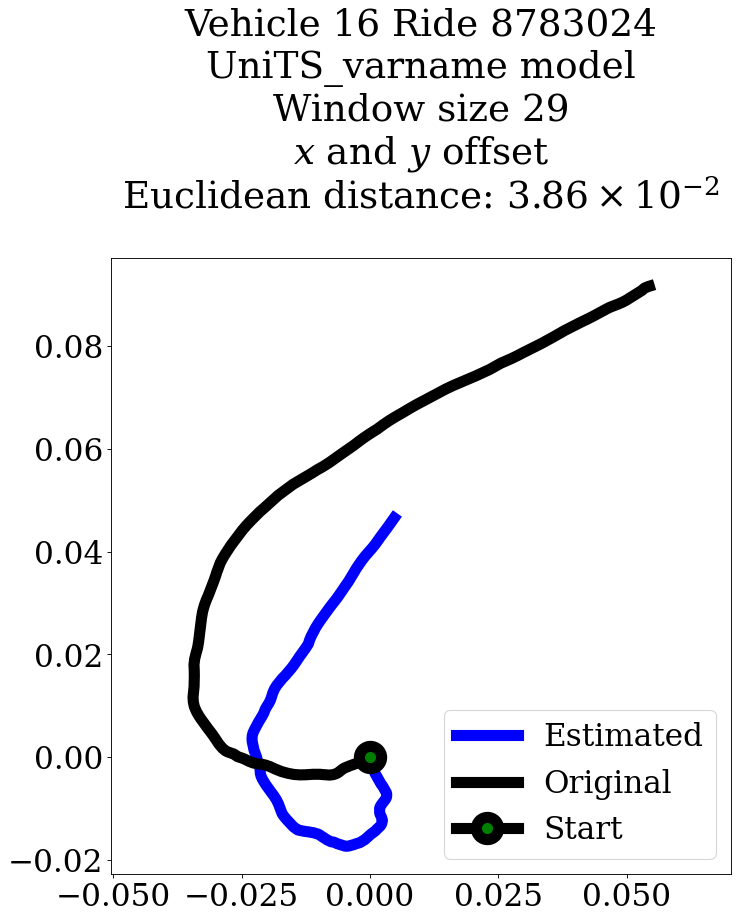 Vehicle 16 Ride 8783024
UniTS_varname model
Window size 29
x and y offset
Euclidean distance: 3.86 × 10⁻²
0.08
0.06
0.04
0.02
0.00
−0.02
−0.050 −0.025 0.000 0.025 0.050
Estimated
Original
Start